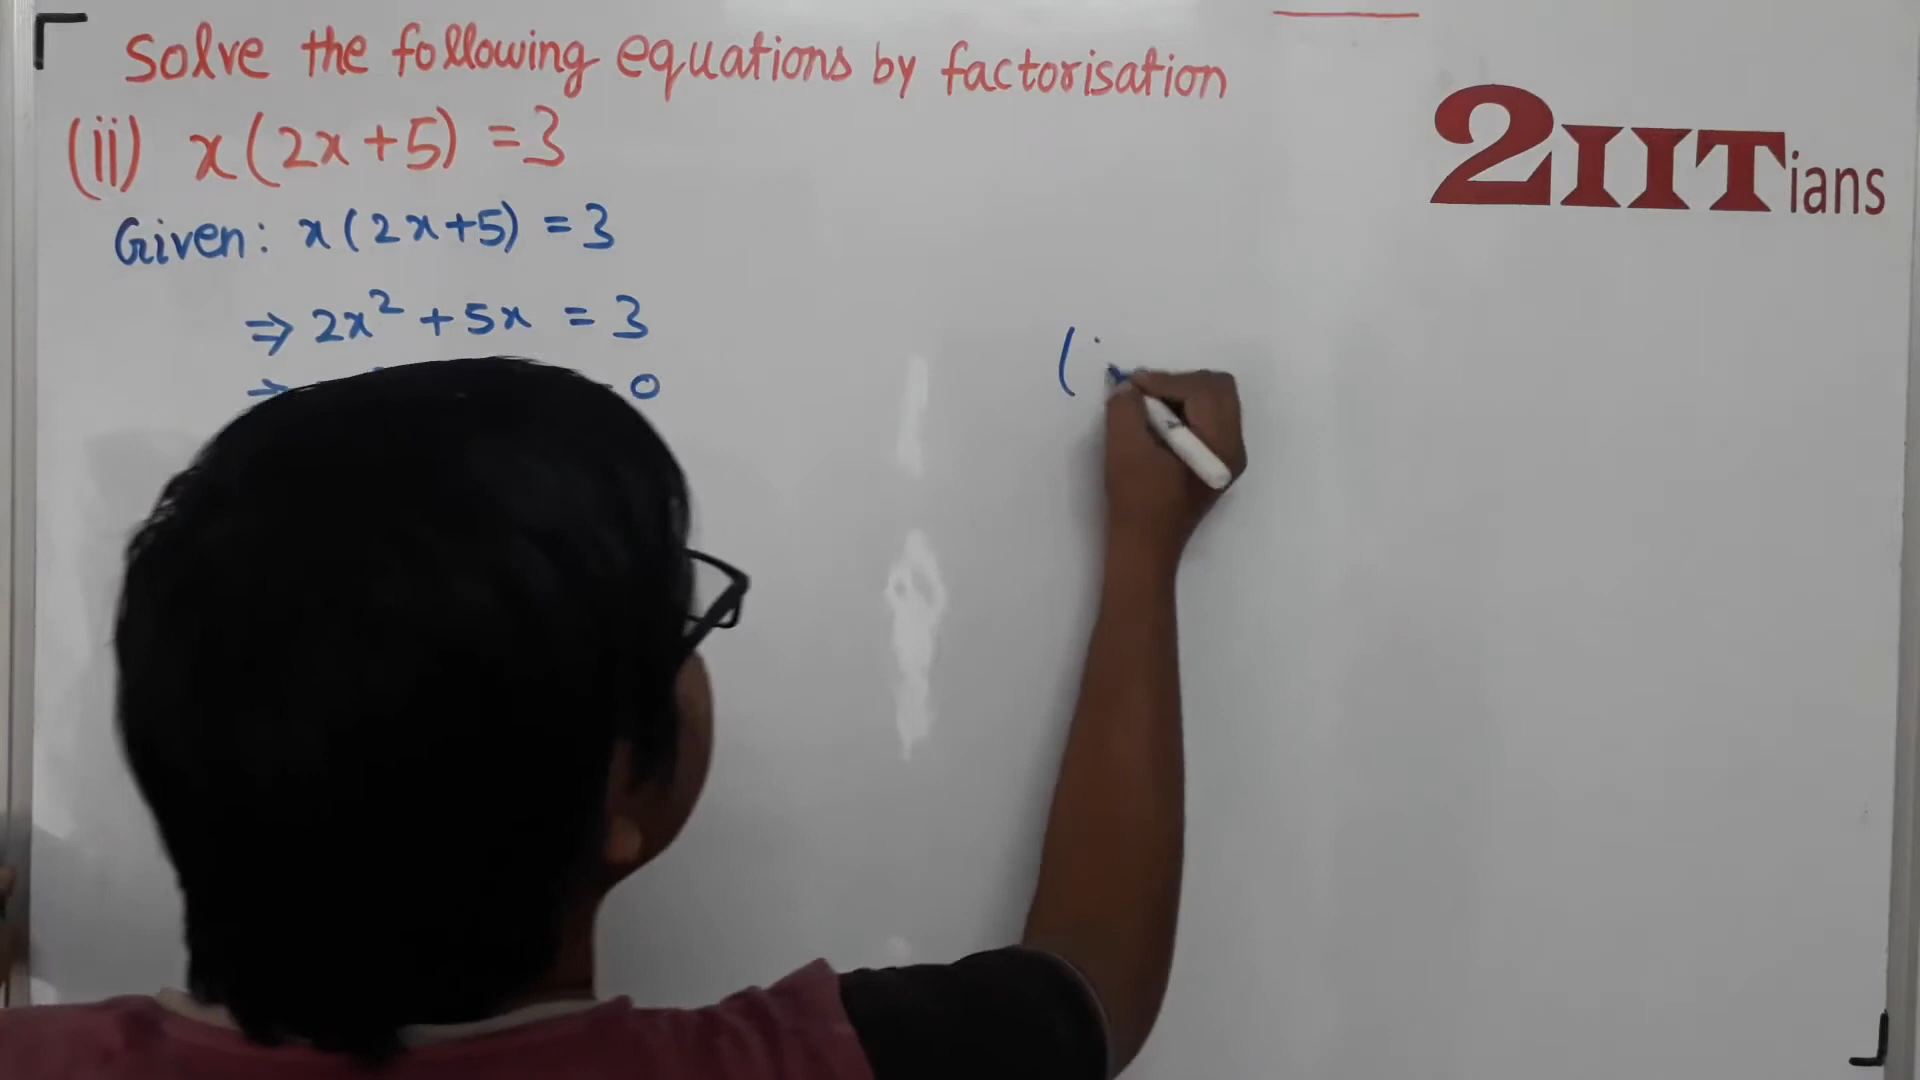 Solve the following equations by factorisation
(ii) x(2x+5) = 3
2IITians
Given: x(2x+5) = 3
⇒ 2x² + 5x = 3
⇒ 0
(